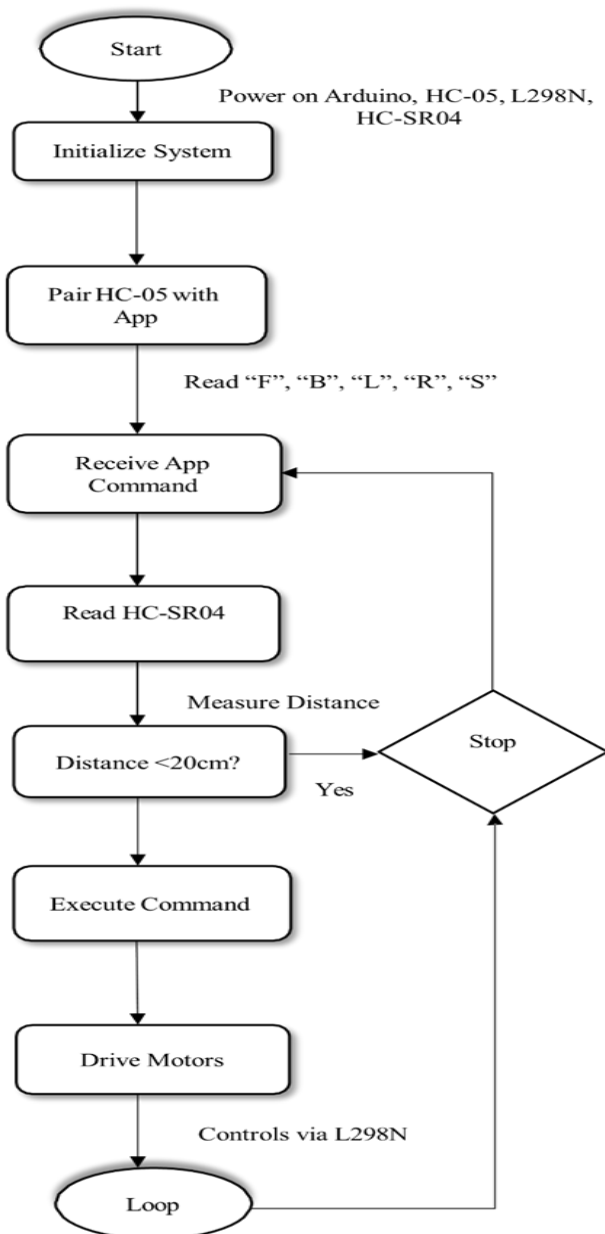 Start
Power on Arduino, HC-05, L298N,
HC-SR04
Initialize System
Pair HC-05 with
App
Read “F”, “B”, “L”, “R”, “S”
Receive App
Command
Read HC-SR04
Measure Distance
Stop
Distance <20cm?
Yes
Execute Command
Drive Motors
Controls via L298N
Loop